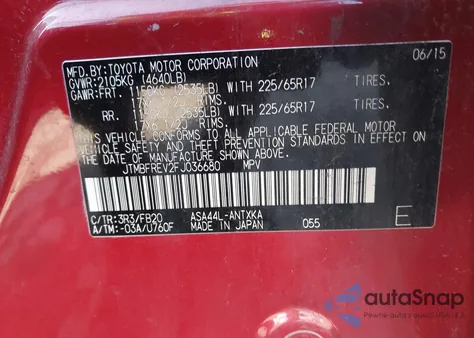 MFD. BY: TOYOTA MOTOR CORPORATION 06/15
GVWR: 2105KG (4640LB)
GAWR: FRT. 1150KG (2535LB) WITH 225/65R17 TIRES,
17X7 RIMS,
RR. (2535LB) WITH 225/65R17 TIRES,
RIMS,
THIS VEHICLE CONFORMS TO ALL APPLICABLE FEDERAL MOTOR
VEHICLE SAFETY, THEFT PREVENTION STANDARDS IN EFFECT
ON THE DATE OF MANUFACTURE SHOWN ABOVE.
JTMBFREV2FJ036680 MPV
C/TR: 3R3/FB20 ASA44L-ANTXKA
A/TM: -03A/U760F MADE IN JAPAN 055 E
autoSnap